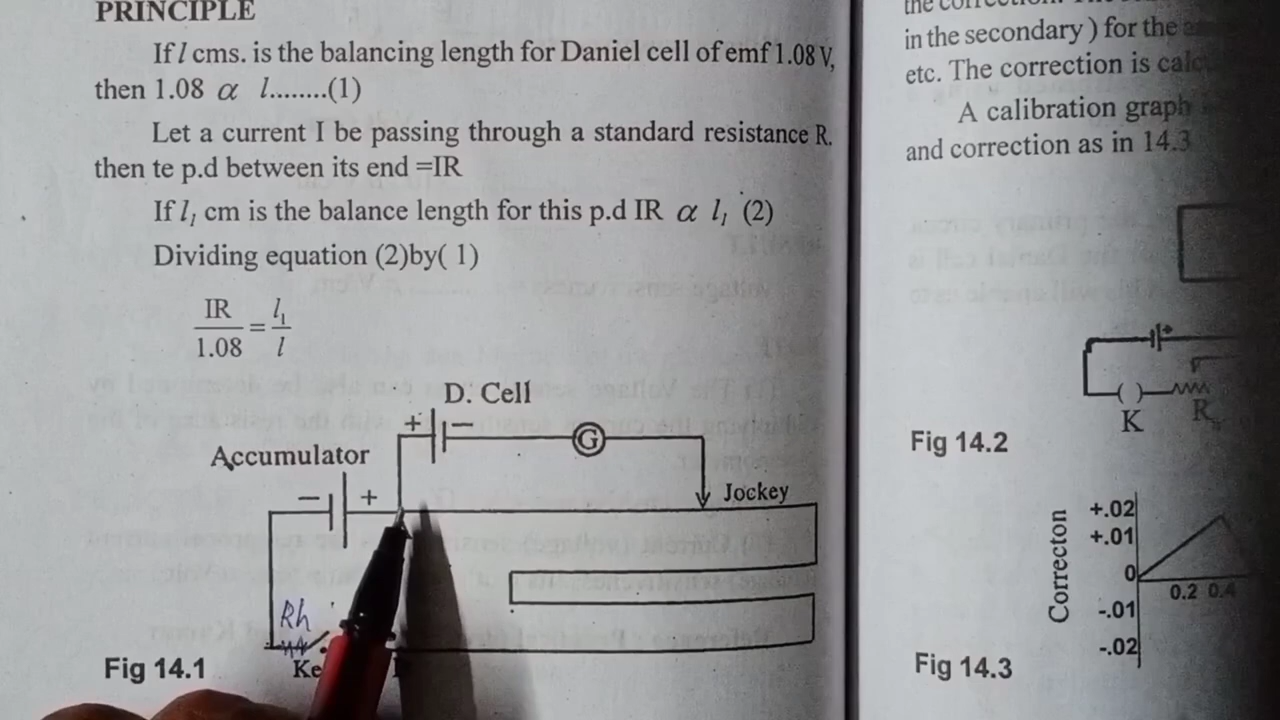 PRINCIPLE
If l cms. is the balancing length for Daniel cell of emf 1.08 V,
then 1.08 α l........(1)
Let a current I be passing through a standard resistance R.
then te p.d between its end =IR
If l₁ cm is the balance length for this p.d IR α l₁ (2)
Dividing equation (2)by( 1)
IR/1.08 = l₁/l
D. Cell
+ −
G
Accumulator
− +
Jockey
Rh
Fig 14.1
in the secondary ) for the
etc. The correction is
A calibration graph
and correction as in 14.3
K
R
Fig 14.2
Correcton
+.02
+.01
0
-.01
-.02
0.2 0.4
Fig 14.3